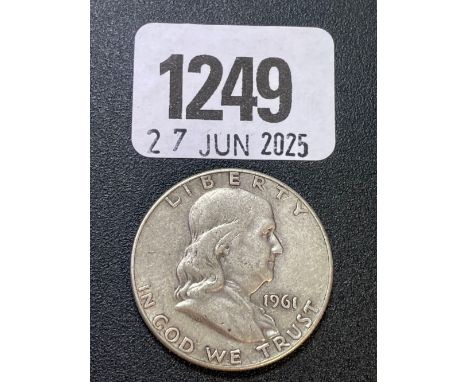 1249
27 JUN 2025
LIBERTY
1961
IN GOD WE TRUST